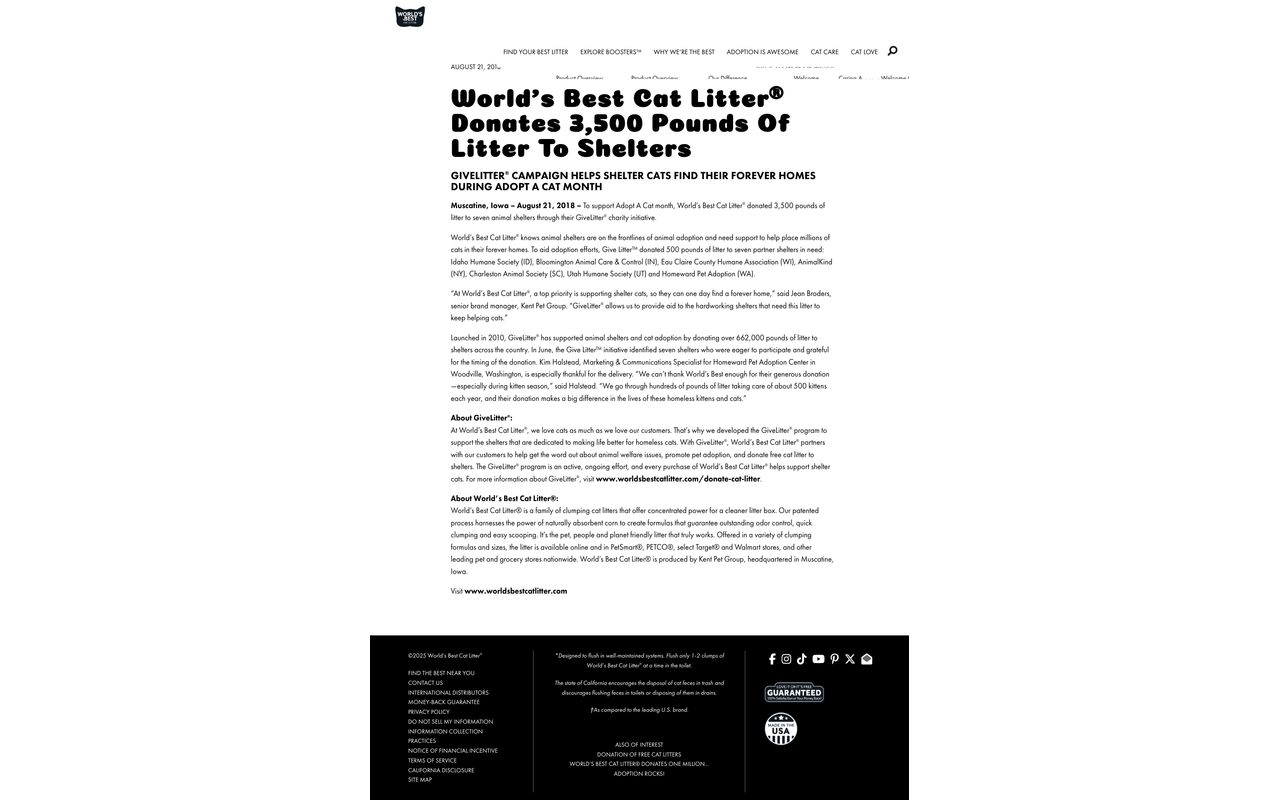 WORLD'S
BEST
FIND YOUR BEST LITTER EXPLORE BOOSTERS™ WHY WE'RE THE BEST ADOPTION IS AWESOME CAT CARE CAT LOVE
AUGUST 21, 2018
Product Overview Product Overview Our Difference Welcome Caring A Welcome
World's Best Cat Litter®
Donates 3,500 Pounds Of
Litter To Shelters
GIVELITTER® CAMPAIGN HELPS SHELTER CATS FIND THEIR FOREVER HOMES
DURING ADOPT A CAT MONTH
Muscatine, Iowa – August 21, 2018 – To support Adopt A Cat month, World's Best Cat Litter® donated 3,500 pounds of
litter to seven animal shelters through their GiveLitter® charity initiative.
World's Best Cat Litter® knows animal shelters are on the frontlines of animal adoption and need support to help place millions of
cats in their forever homes. To aid adoption efforts, Give Litter™ donated 500 pounds of litter to seven partner shelters in need:
Idaho Humane Society (ID), Bloomington Animal Care & Control (IN), Eau Claire County Humane Association (WI), AnimalKind
(NY), Charleston Animal Society (SC), Utah Humane Society (UT) and Homeward Pet Adoption (WA).
"At World's Best Cat Litter®, a top priority is supporting shelter cats, so they can one day find a forever home," said Jean Broders,
senior brand manager, Kent Pet Group. "GiveLitter® allows us to provide aid to the hardworking shelters that need this litter to
keep helping cats."
Launched in 2010, GiveLitter® has supported animal shelters and cat adoption by donating over 662,000 pounds of litter to
shelters across the country. In June, the Give Litter™ initiative identified seven shelters who were eager to participate and grateful
for the timing of the donation. Kim Halstead, Marketing & Communications Specialist for Homeward Pet Adoption Center in
Woodville, Washington, is especially thankful for the delivery. "We can't thank World's Best enough for their generous donation
—especially during kitten season," said Halstead. "We go through hundreds of pounds of litter taking care of about 500 kittens
each year, and their donation makes a big difference in the lives of these homeless kittens and cats."
About GiveLitter®:
At World's Best Cat Litter®, we love cats as much as we love our customers. That's why we developed the GiveLitter® program to
support the shelters that are dedicated to making life better for homeless cats. With GiveLitter®, World's Best Cat Litter® partners
with our customers to help get the word out about animal welfare issues, promote pet adoption, and donate free cat litter to
shelters. The GiveLitter® program is an active, ongoing effort, and every purchase of World's Best Cat Litter® helps support shelter
cats. For more information about GiveLitter®, visit www.worldsbestcatlitter.com/donate-cat-litter.
About World's Best Cat Litter®:
World's Best Cat Litter® is a family of clumping cat litters that offer concentrated power for a cleaner litter box. Our patented
process harnesses the power of naturally absorbent corn to create formulas that guarantee outstanding odor control, quick
clumping and easy scooping. It's the pet, people and planet friendly litter that truly works. Offered in a variety of clumping
formulas and sizes, the litter is available online and in PetSmart®, PETCO®, select Target® and Walmart stores, and other
leading pet and grocery stores nationwide. World's Best Cat Litter® is produced by Kent Pet Group, headquartered in Muscatine,
Iowa.
Visit www.worldsbestcatlitter.com
©2025 World's Best Cat Litter®
FIND THE BEST NEAR YOU
CONTACT US
INTERNATIONAL DISTRIBUTORS
MONEY-BACK GUARANTEE
PRIVACY POLICY
DO NOT SELL MY INFORMATION
INFORMATION COLLECTION
PRACTICES
NOTICE OF FINANCIAL INCENTIVE
TERMS OF SERVICE
CALIFORNIA DISCLOSURE
SITE MAP
*Designed to flush in well-maintained systems. Flush only 1-2 clumps of
World's Best Cat Litter® at a time in the toilet.
The state of California encourages the disposal of cat feces in trash and
discourages flushing feces in toilets or disposing of them in drains.
†As compared to the leading U.S. brand.
ALSO OF INTEREST
DONATION OF FREE CAT LITTERS
WORLD'S BEST CAT LITTER® DONATES ONE MILLION...
ADOPTION ROCKS!
LOVE IT OR IT'S FREE
GUARANTEED
MADE IN THE
USA